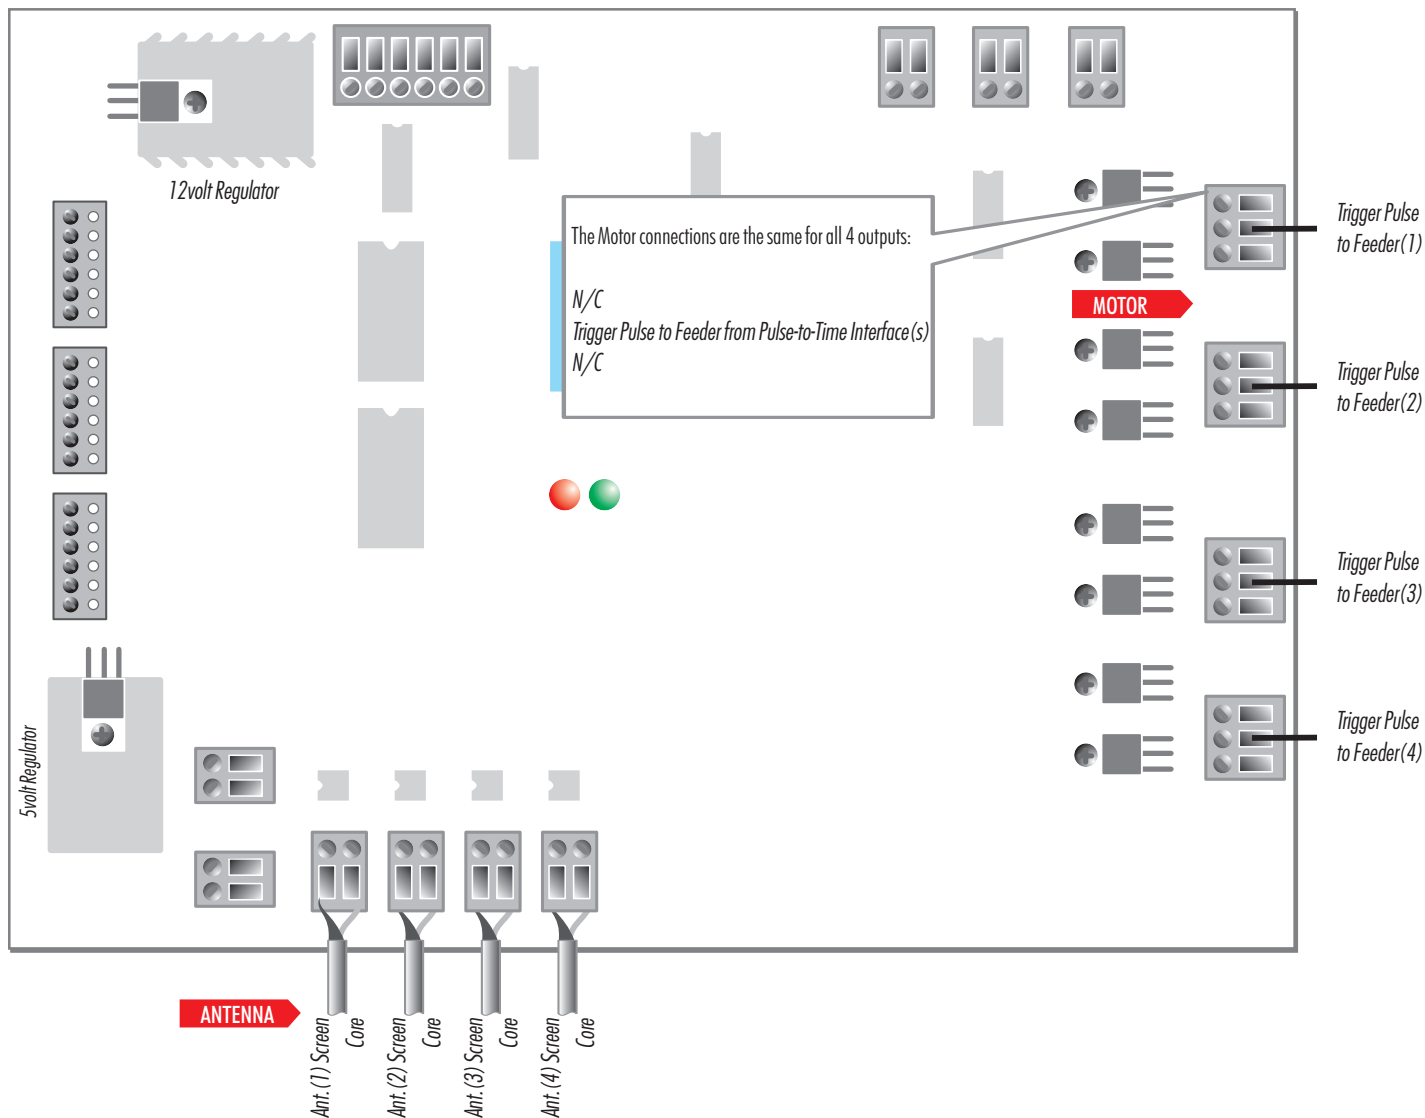 12volt Regulator
The Motor connections are the same for all 4 outputs:
N/C
Trigger Pulse to Feeder from Pulse-to-Time Interface(s)
N/C
Trigger Pulse
to Feeder(1)
MOTOR
Trigger Pulse
to Feeder(2)
Trigger Pulse
to Feeder(3)
Trigger Pulse
to Feeder(4)
5volt Regulator
ANTENNA
Ant.(1) Screen
Core
Ant.(2) Screen
Core
Ant.(3) Screen
Core
Ant.(4) Screen
Core